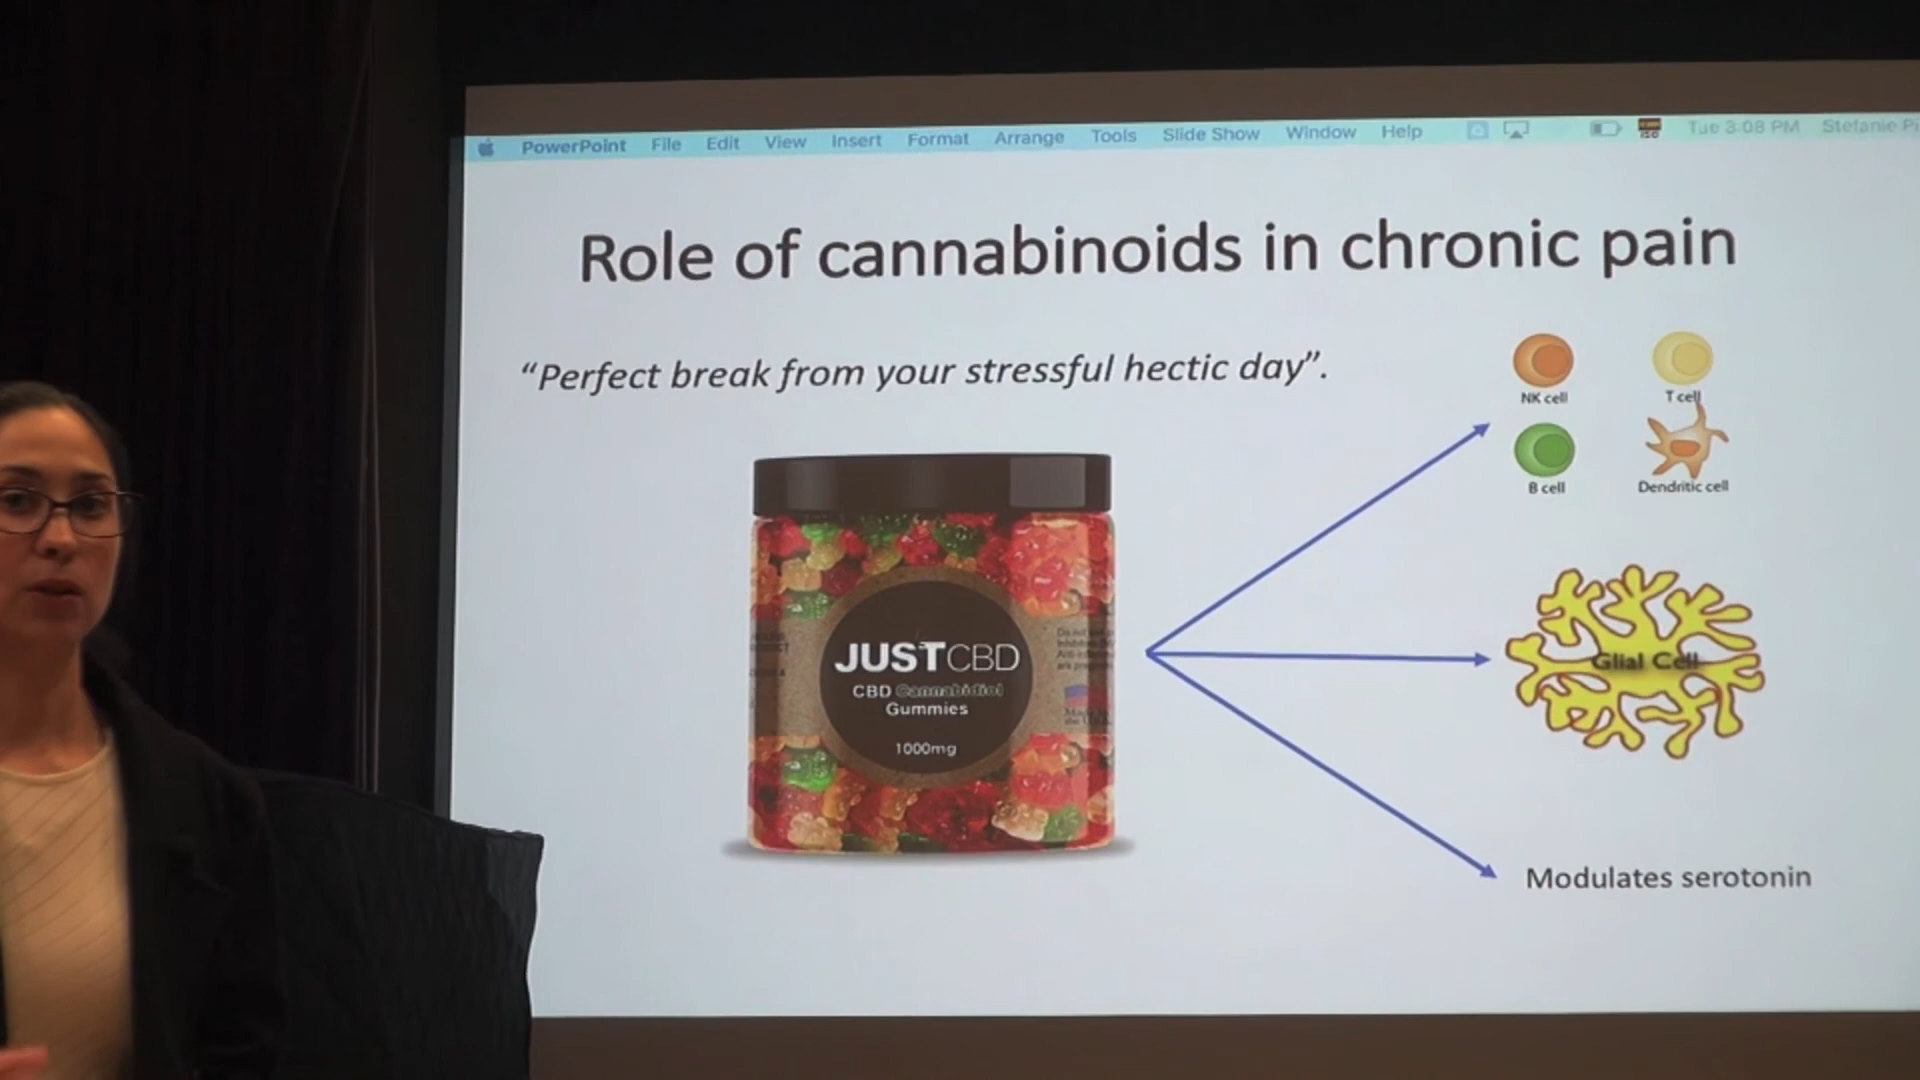 PowerPoint File Edit View Insert Format Arrange Tools Slide Show Window Help Tue 3:08 PM Stefanie
Role of cannabinoids in chronic pain
“Perfect break from your stressful hectic day”.
NK cell
T cell
B cell
Dendritic cell
JUSTCBD
CBD Cannabidiol
Gummies
1000mg
Glial Cell
Modulates serotonin